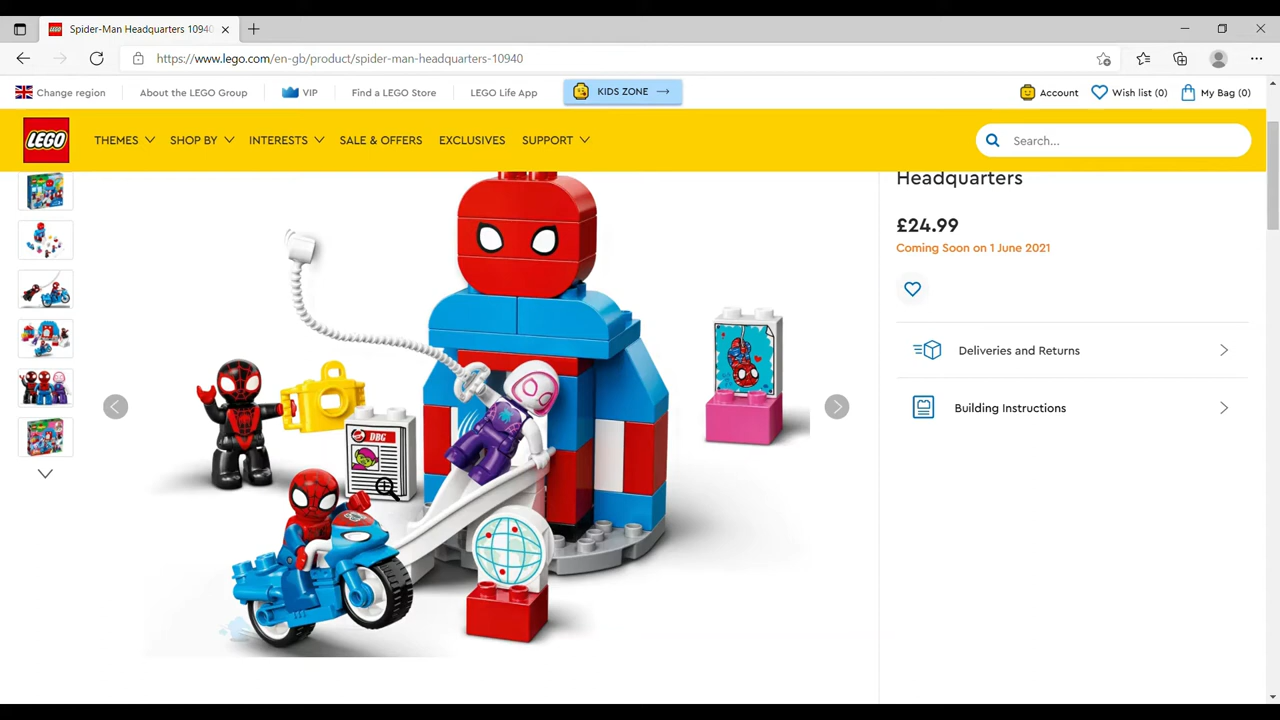 Spider-Man Headquarters 10940
https://www.lego.com/en-gb/product/spider-man-headquarters-10940
Change region
About the LEGO Group
VIP
Find a LEGO Store
LEGO Life App
KIDS ZONE
Account
Wish list (0)
My Bag (0)
LEGO
THEMES
SHOP BY
INTERESTS
SALE & OFFERS
EXCLUSIVES
SUPPORT
Search...
Headquarters
£24.99
Coming Soon on 1 June 2021
Deliveries and Returns
Building Instructions
DBG